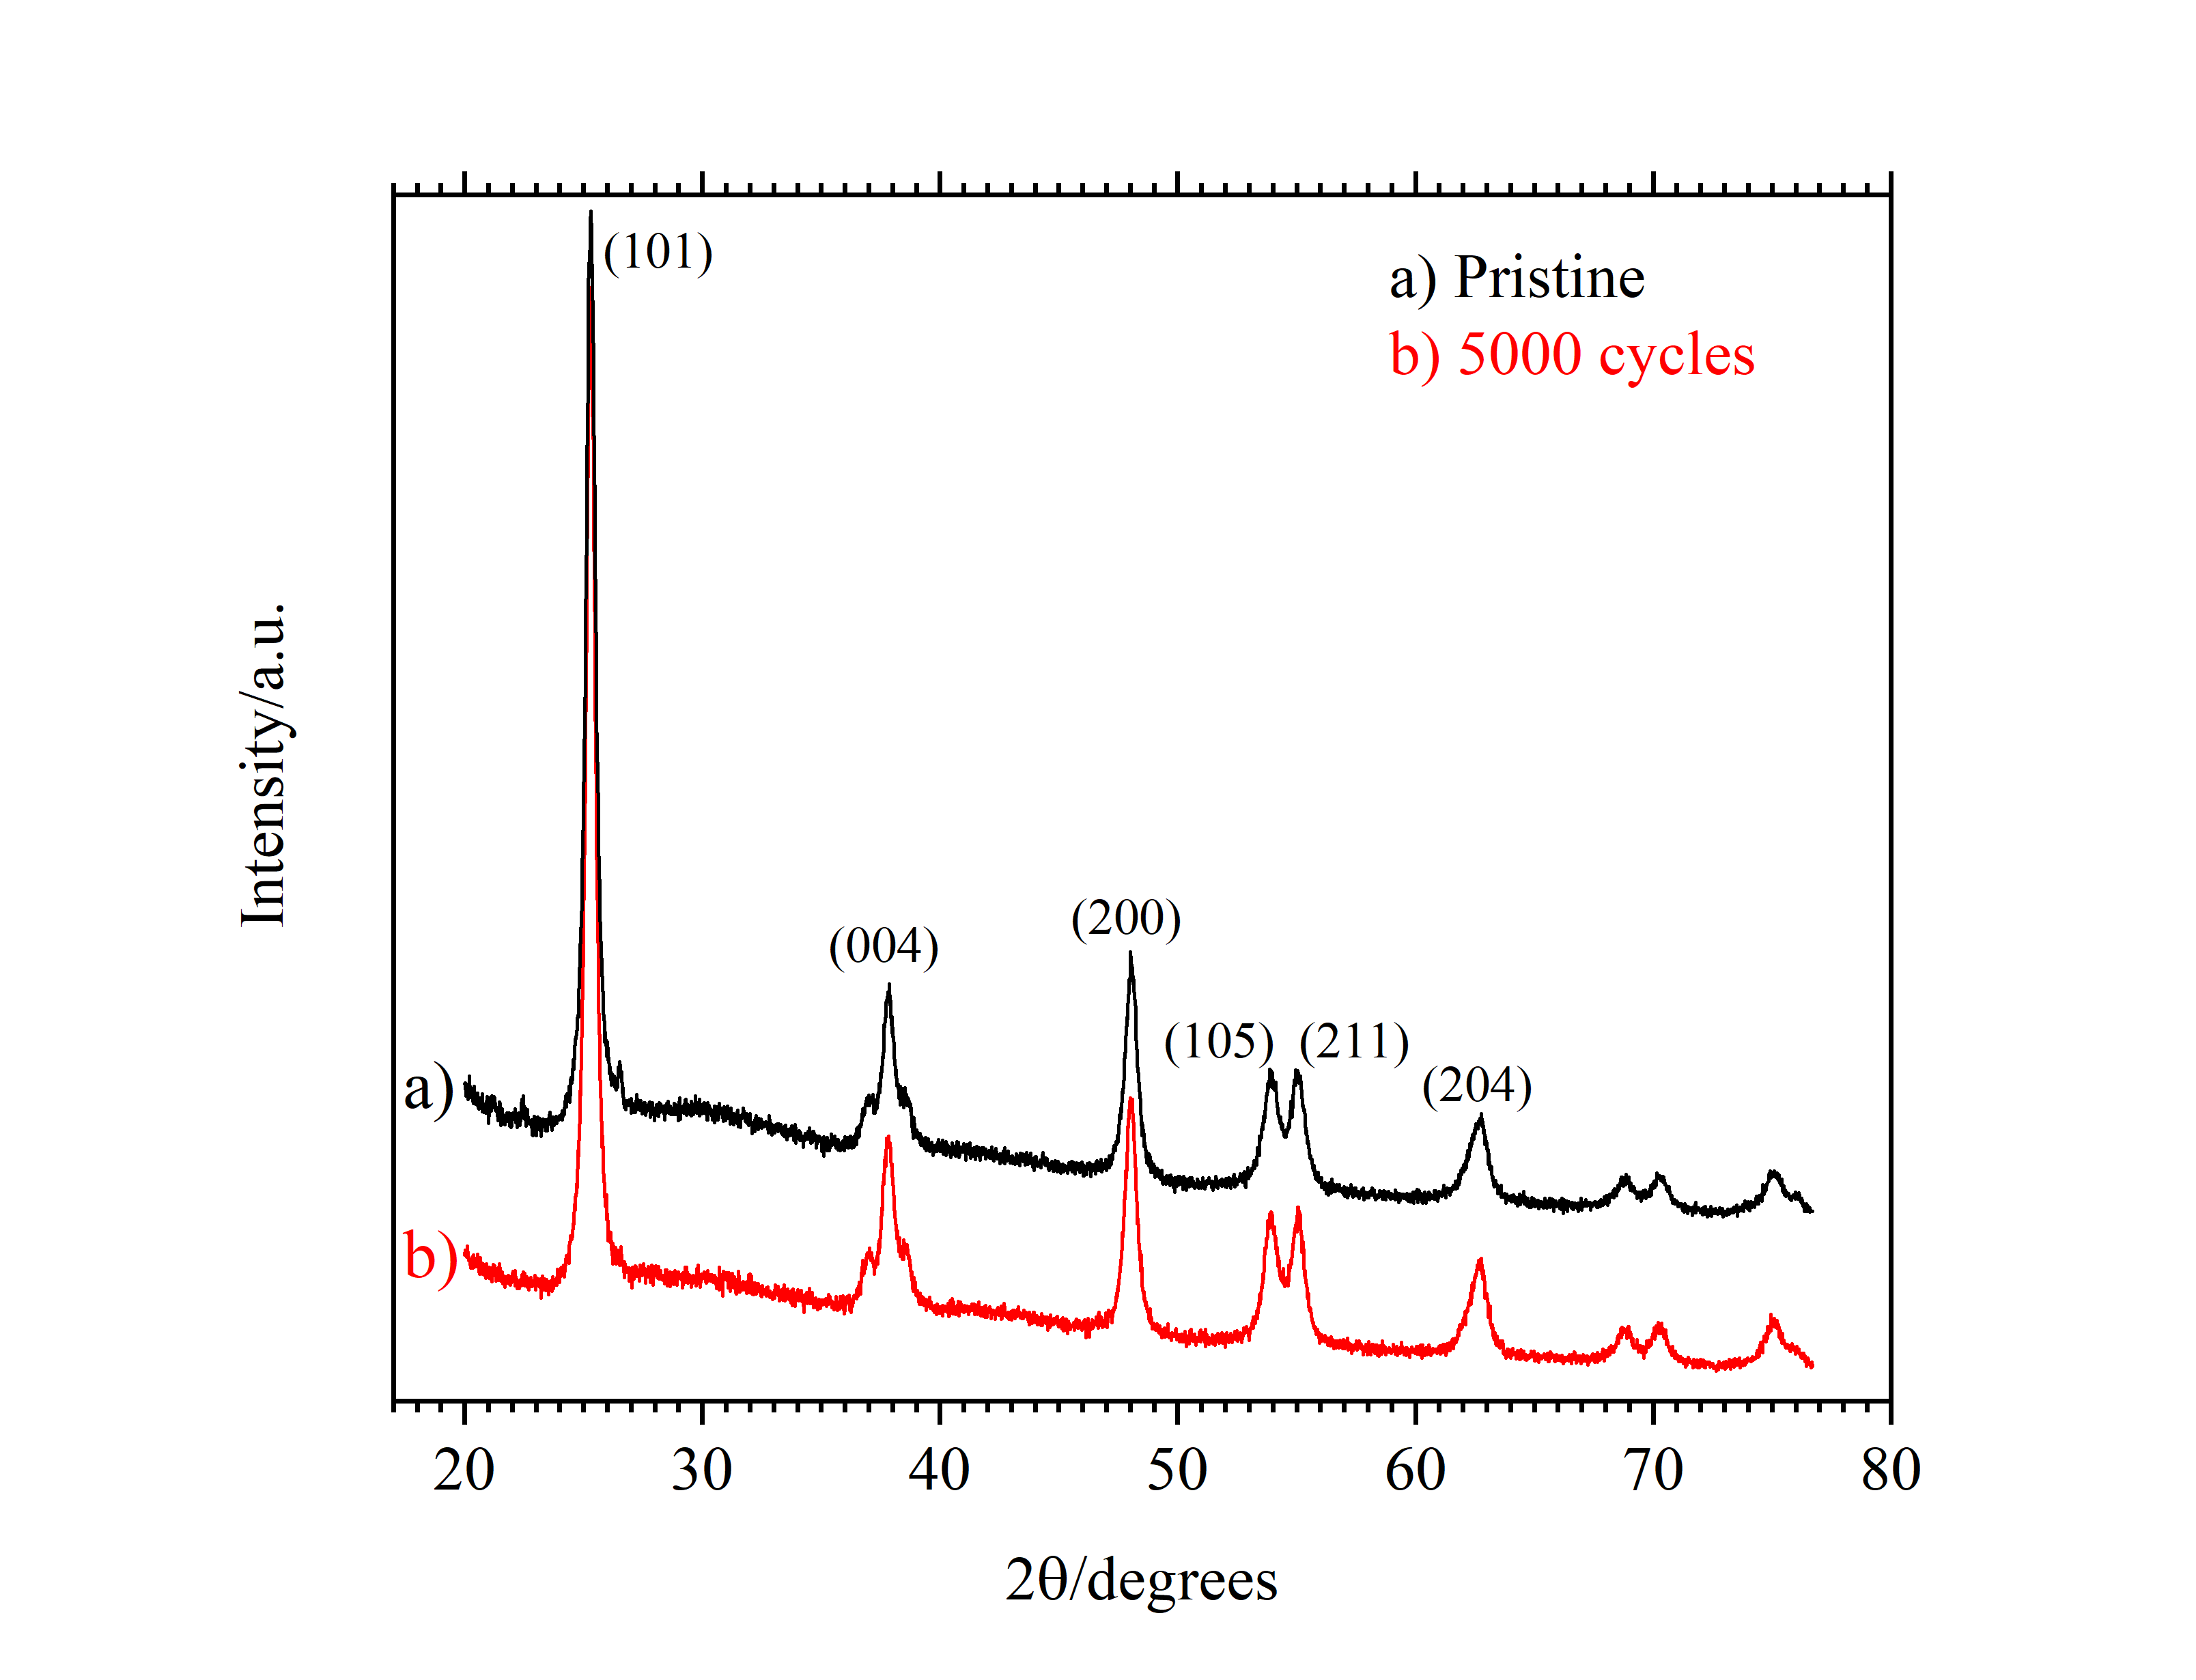 (101)
a) Pristine
b) 5000 cycles
Intensity/a.u.
(004)
(200)
(105)
(211)
(204)
a)
b)
20 30 40 50 60 70 80
2θ/degrees